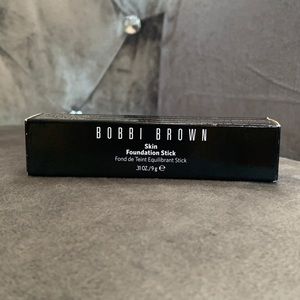 BOBBI BROWN
Skin
Foundation Stick
Fond de Teint Equilibrant Stick
.31 OZ./9 g ℮